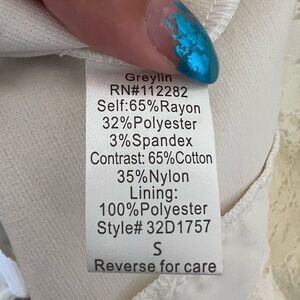 Greylin
RN#112282
Self:65%Rayon
32%Polyester
3%Spandex
Contrast: 65%Cotton
35%Nylon
Lining:
100%Polyester
Style# 32D1757
S
Reverse for care